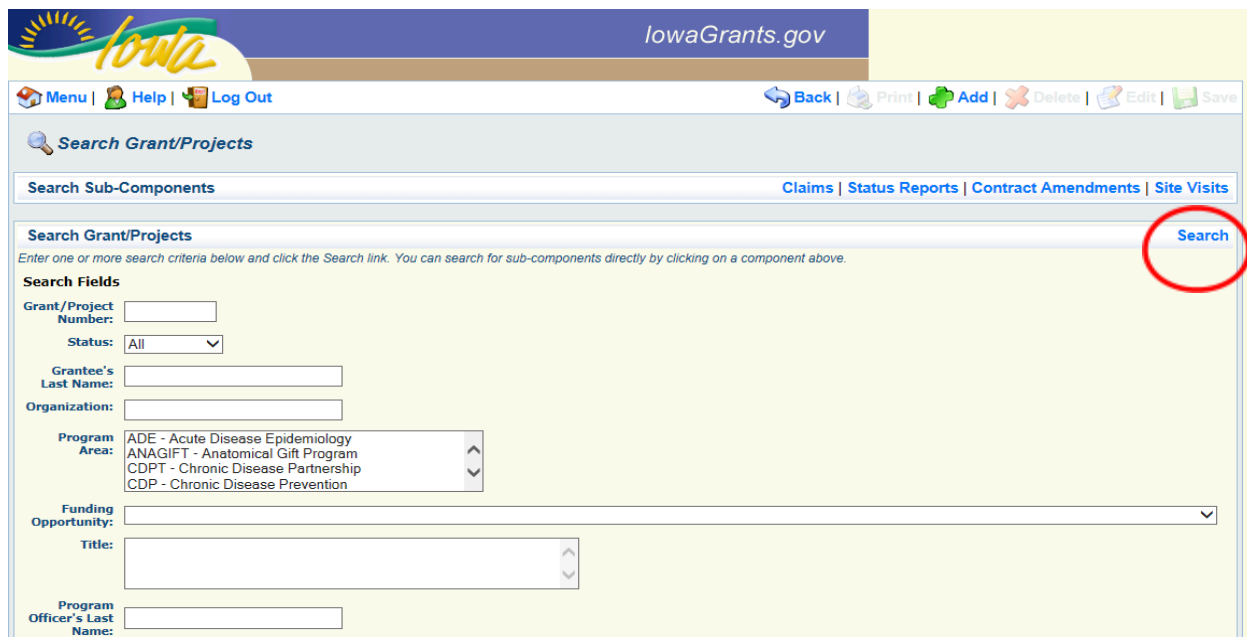 Iowa
IowaGrants.gov
Menu | Help | Log Out
Back | Print | Add | Delete | Edit | Save
Search Grant/Projects
Search Sub-Components
Claims | Status Reports | Contract Amendments | Site Visits
Search Grant/Projects
Search
Enter one or more search criteria below and click the Search link. You can search for sub-components directly by clicking on a component above.
Search Fields
Grant/Project
Number:
Status: All
Grantee's
Last Name:
Organization:
Program
Area:
ADE - Acute Disease Epidemiology
ANAGIFT - Anatomical Gift Program
CDPT - Chronic Disease Partnership
CDP - Chronic Disease Prevention
Funding
Opportunity:
Title:
Program
Officer's Last
Name: